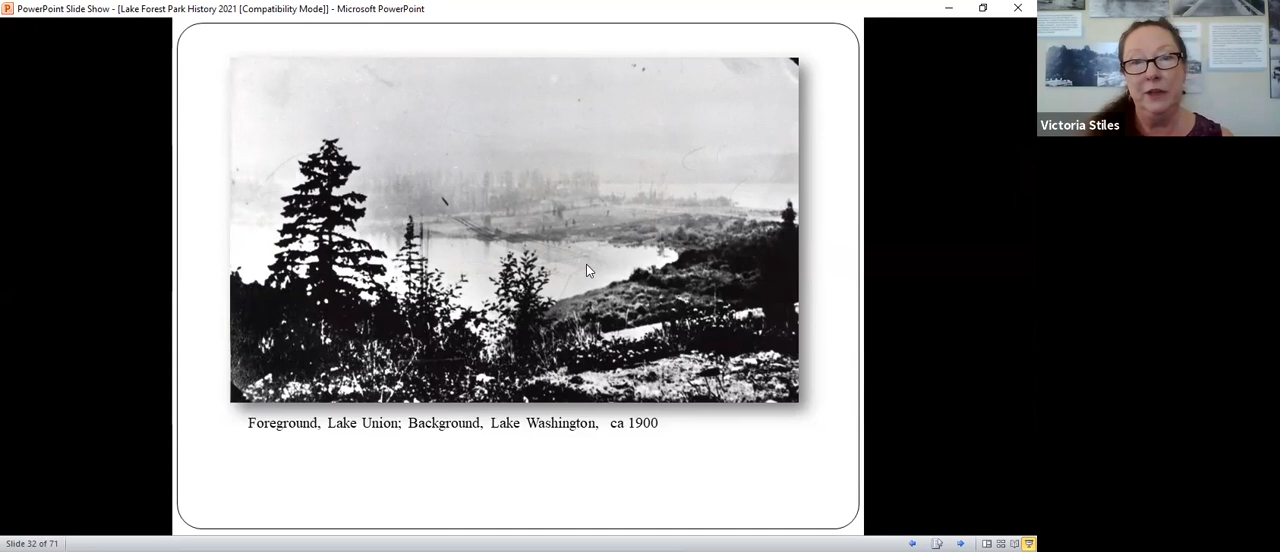 PowerPoint Slide Show - [Lake Forest Park History 2021 [Compatibility Mode]] - Microsoft PowerPoint
Victoria Stiles
Foreground, Lake Union; Background, Lake Washington, ca 1900
Slide 32 of 71